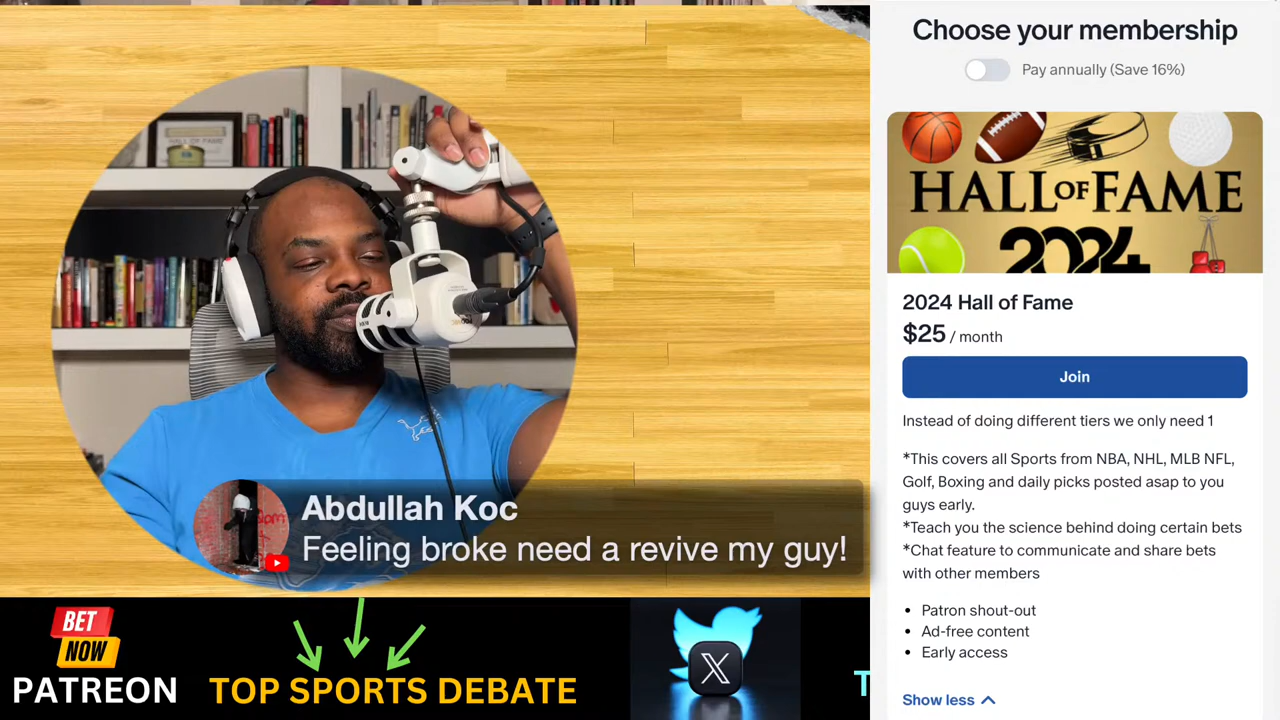 HALL OF FAME
Abdullah Koc
Feeling broke need a revive my guy!
BET
NOW
PATREON
TOP SPORTS DEBATE
X
T
Choose your membership
Pay annually (Save 16%)
HALL OF FAME
2024
2024 Hall of Fame
$25 / month
Join
Instead of doing different tiers we only need 1
*This covers all Sports from NBA, NHL, MLB NFL,
Golf, Boxing and daily picks posted asap to you
guys early.
*Teach you the science behind doing certain bets
*Chat feature to communicate and share bets
with other members
• Patron shout-out
• Ad-free content
• Early access
Show less